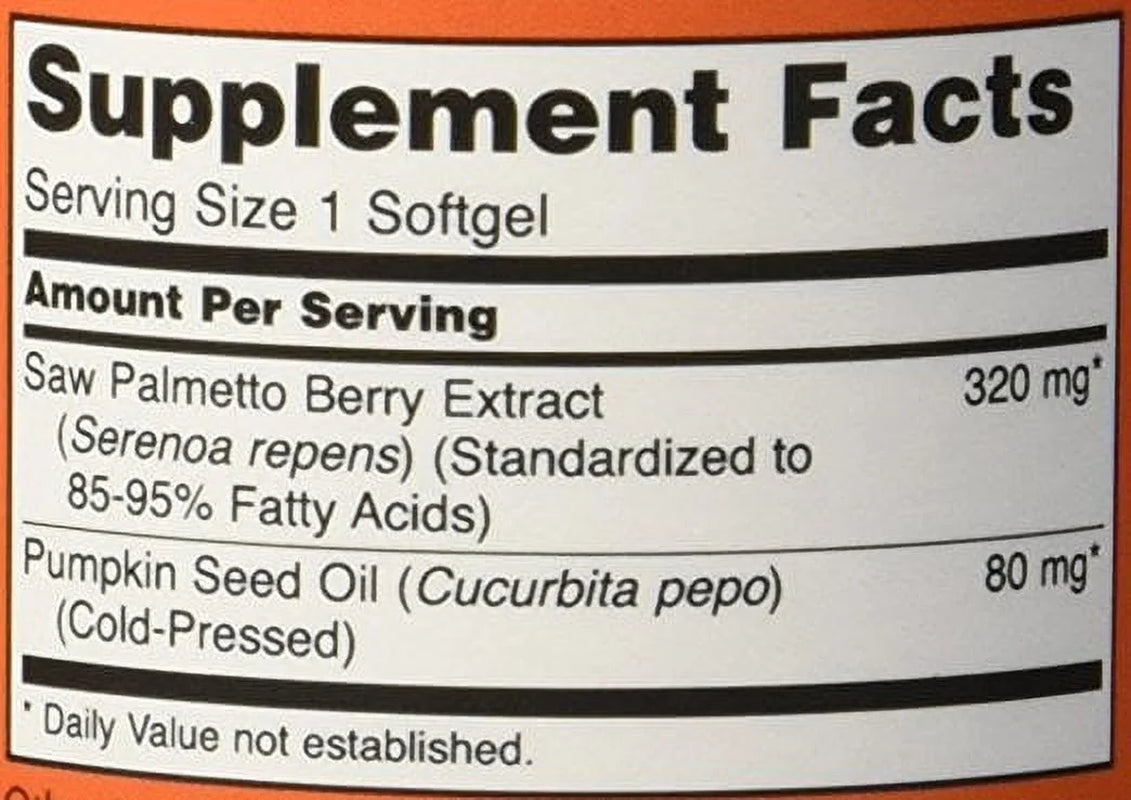 Supplement Facts
Serving Size 1 Softgel
Amount Per Serving
Saw Palmetto Berry Extract 320 mg*
(Serenoa repens) (Standardized to
85-95% Fatty Acids)
Pumpkin Seed Oil (Cucurbita pepo) 80 mg*
(Cold-Pressed)
* Daily Value not established.